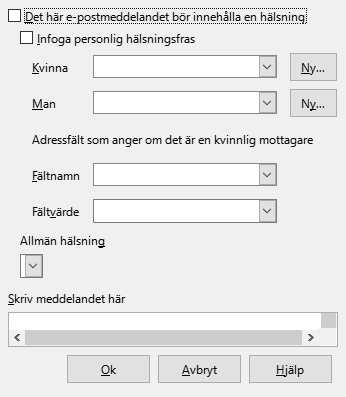 Det här e-postmeddelandet bör innehålla en hälsning
Infoga personlig hälsningsfras
Kvinna
Ny...
Man
Ny...
Adressfält som anger om det är en kvinnlig mottagare
Fältnamn
Fältvärde
Allmän hälsning
Skriv meddelandet här
Ok Avbryt Hjälp